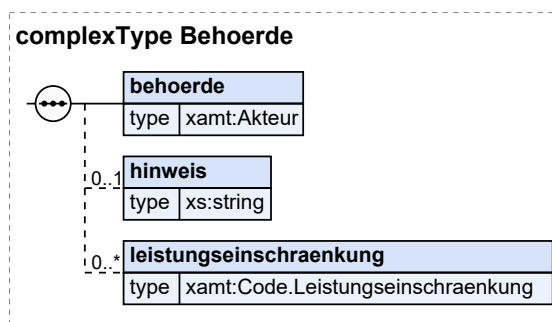 complexType Behoerde
behoerde
type xamt:Akteur
0..1 hinweis
type xs:string
0..* leistungseinschraenkung
type xamt:Code.Leistungseinschraenkung